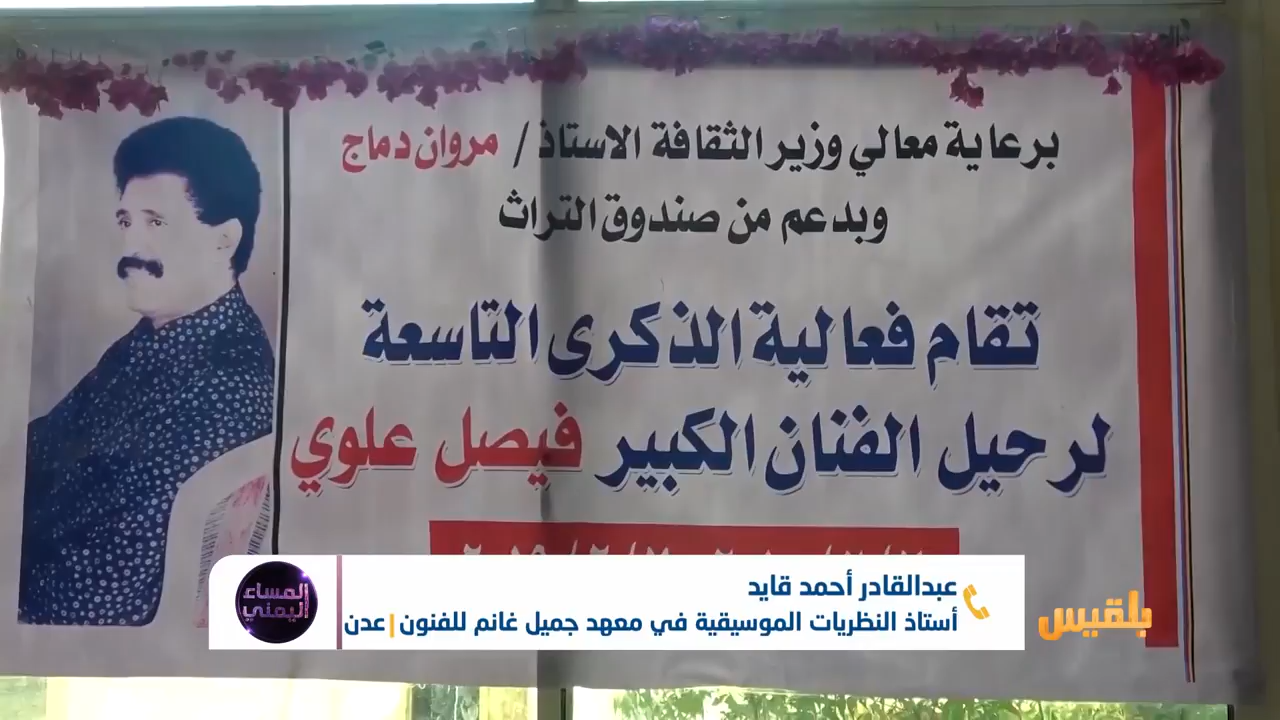 برعاية معالي وزير الثقافة الاستاذ / مروان دماج
وبدعم من صندوق التراث
تقام فعالية الذكرى التاسعة
لرحيل الفنان الكبير فيصل علوي
عبدالقادر أحمد قايد
أستاذ النظريات الموسيقية في معهد جميل غانم للفنون | عدن
المساء اليمني
بلقيس